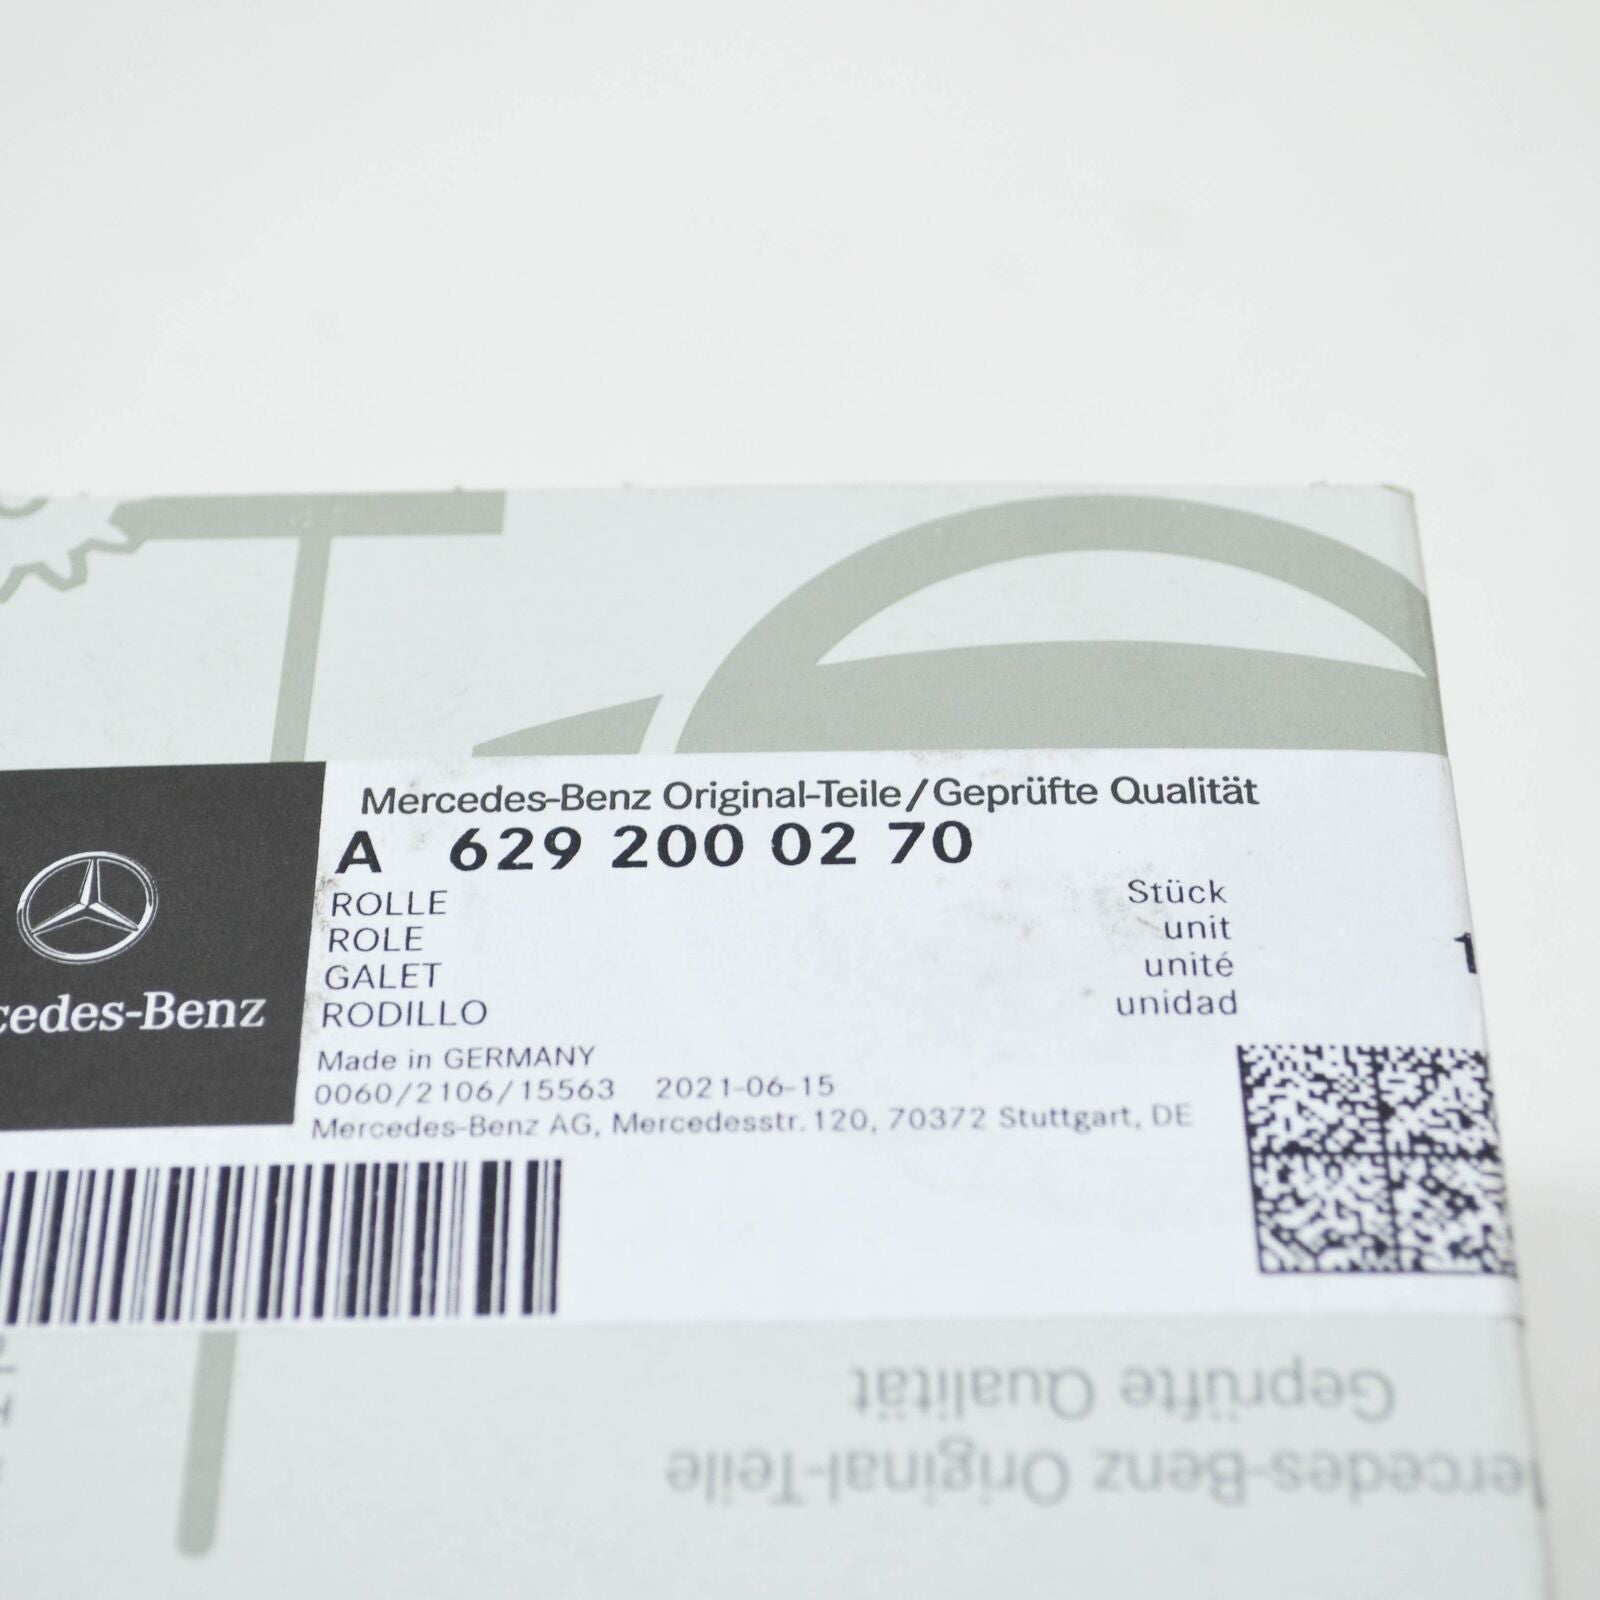 Mercedes-Benz Original-Teile/Geprüfte Qualität
A 629 200 02 70
ROLLE
ROLE
GALET
RODILLO
Stück
unit
unité
unidad
1
cedes-Benz
Made in GERMANY
0060/2106/15563 2021-06-15
Mercedes-Benz AG, Mercedesstr. 120, 70372 Stuttgart, DE
Geprüfte Qualität
ercedes-Benz Original-Teile